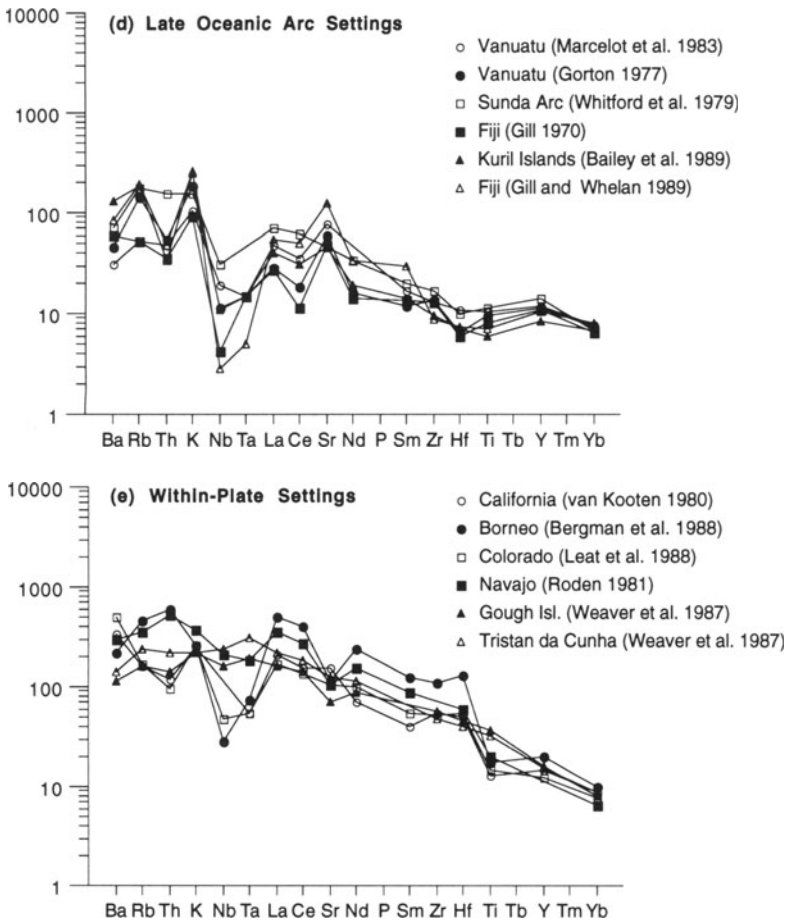 (d) Late Oceanic Arc Settings
10000
1000
100
10
1
Vanuatu (Marcelot et al. 1983)
Vanuatu (Gorton 1977)
Sunda Arc (Whitford et al. 1979)
Fiji (Gill 1970)
Kuril Islands (Bailey et al. 1989)
Fiji (Gill and Whelan 1989)
Ba Rb Th K Nb Ta La Ce Sr Nd P Sm Zr Hf Ti Tb Y Tm Yb
(e) Within-Plate Settings
10000
1000
100
10
1
California (van Kooten 1980)
Borneo (Bergman et al. 1988)
Colorado (Leat et al. 1988)
Navajo (Roden 1981)
Gough Isl. (Weaver et al. 1987)
Tristan da Cunha (Weaver et al. 1987)
Ba Rb Th K Nb Ta La Ce Sr Nd P Sm Zr Hf Ti Tb Y Tm Yb